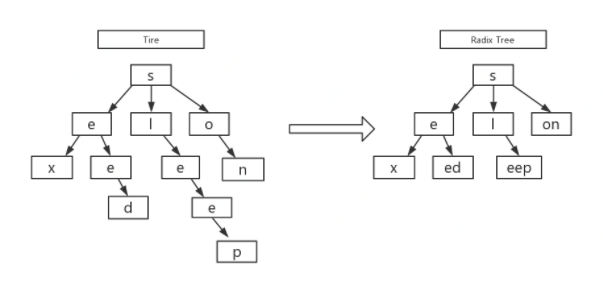 Tire
Radix Tree
s
s
e l o
e l on
x e e n
x ed eep
d e
p